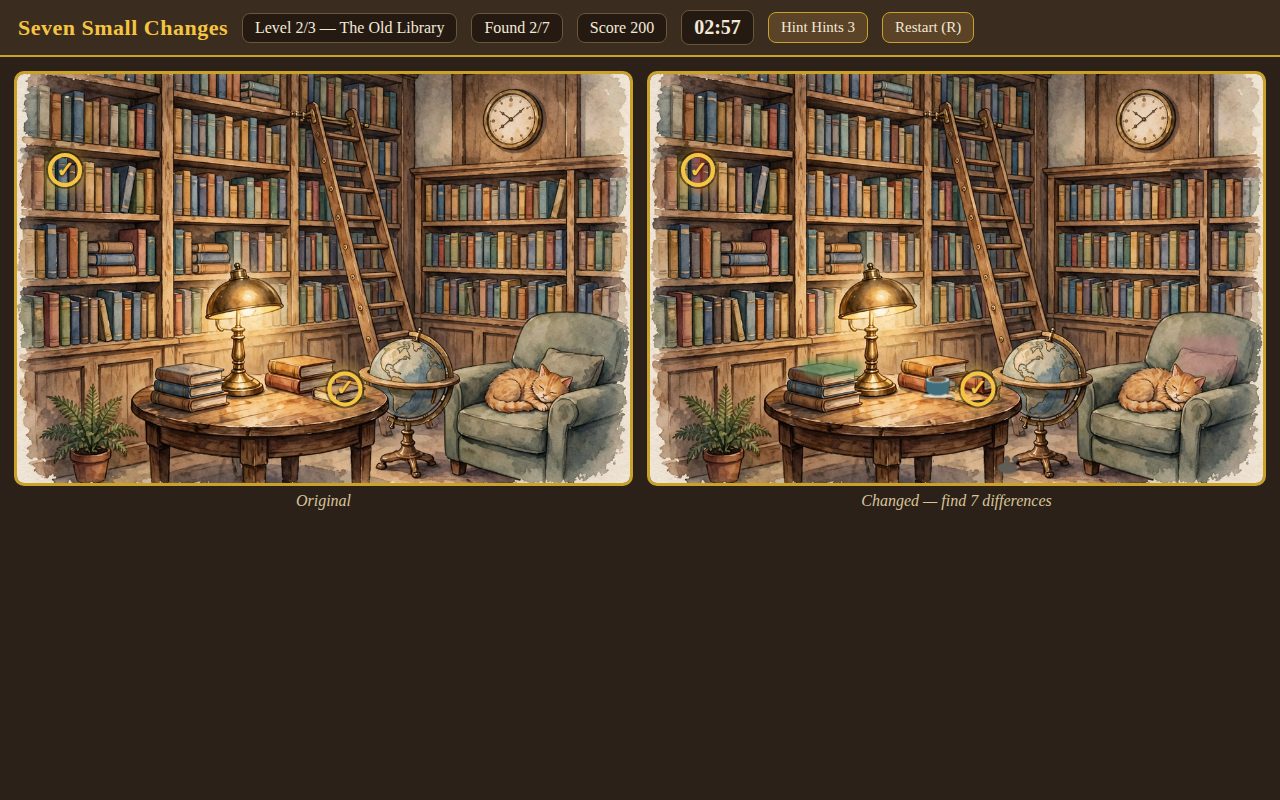 Seven Small Changes
Level 2/3 — The Old Library
Found 2/7
Score 200
02:57
Hint Hints 3
Restart (R)
Original
Changed — find 7 differences